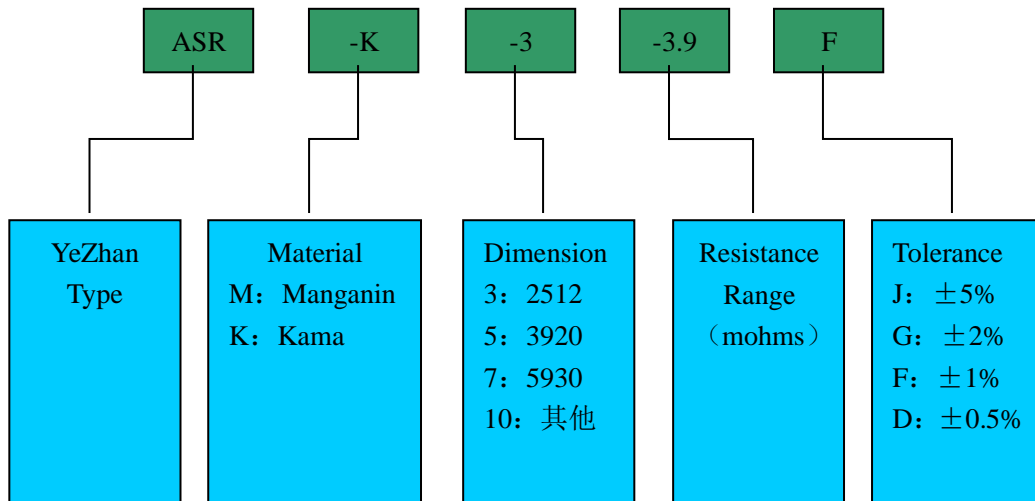 ASR
-K
-3
-3.9
F
YeZhan
Type
Material
M：Manganin
K：Kama
Dimension
3：2512
5：3920
7：5930
10：其他
Resistance
Range
（mohms）
Tolerance
J：±5%
G：±2%
F：±1%
D：±0.5%